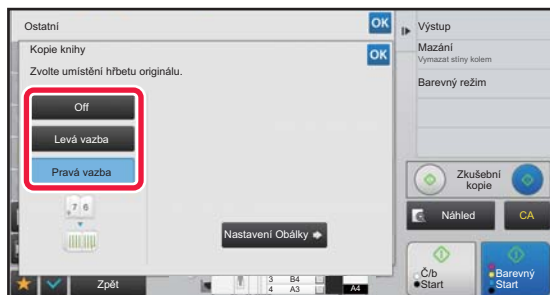 Ostatní
OK
Kopie knihy
OK
Zvolte umístění hřbetu originálu.
Off
Levá vazba
Pravá vazba
7 6
Nastavení Obálky
Zpět
3 B4
4 A3
A4
Výstup
Mazání
Vymazat stíny kolem
Barevný režim
Zkušební
kopie
Náhled
CA
Č/b
Start
Barevný
Start